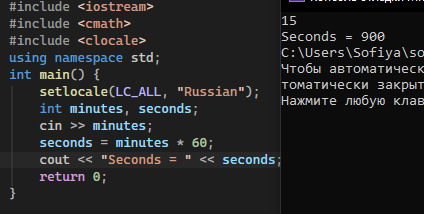 #include <iostream>
#include <cmath>
#include <clocale>
using namespace std;
int main() {
setlocale(LC_ALL, "Russian");
int minutes, seconds;
cin >> minutes;
seconds = minutes * 60;
cout << "Seconds = " << seconds;
return 0;
}
15
Seconds = 900
C:\Users\Sofiya\so
Чтобы автоматическ
томатически закрыт
Нажмите любую клав